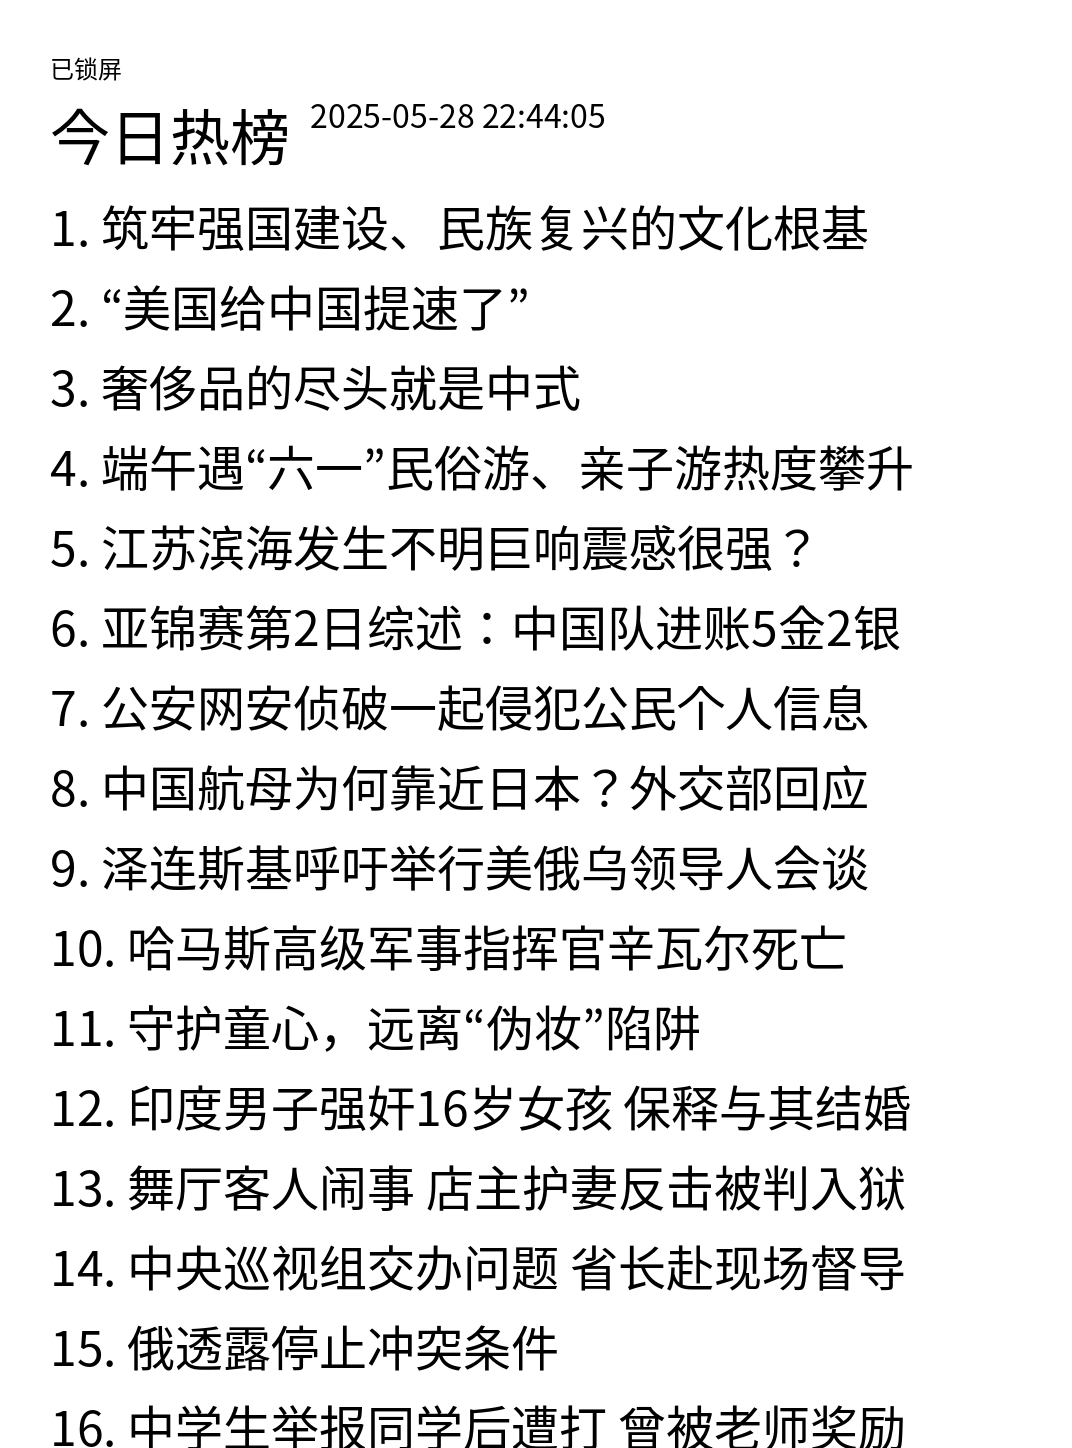 已锁屏
今日热榜 2025-05-28 22:44:05
1. 筑牢强国建设、民族复兴的文化根基
2. “美国给中国提速了”
3. 奢侈品的尽头就是中式
4. 端午遇“六一”民俗游、亲子游热度攀升
5. 江苏滨海发生不明巨响震感很强？
6. 亚锦赛第2日综述：中国队进账5金2银
7. 公安网安侦破一起侵犯公民个人信息
8. 中国航母为何靠近日本？外交部回应
9. 泽连斯基呼吁举行美俄乌领导人会谈
10. 哈马斯高级军事指挥官辛瓦尔死亡
11. 守护童心，远离“伪妆”陷阱
12. 印度男子强奸16岁女孩 保释与其结婚
13. 舞厅客人闹事 店主护妻反击被判入狱
14. 中央巡视组交办问题 省长赴现场督导
15. 俄透露停止冲突条件
16. 中学生举报同学后遭打 曾被老师奖励